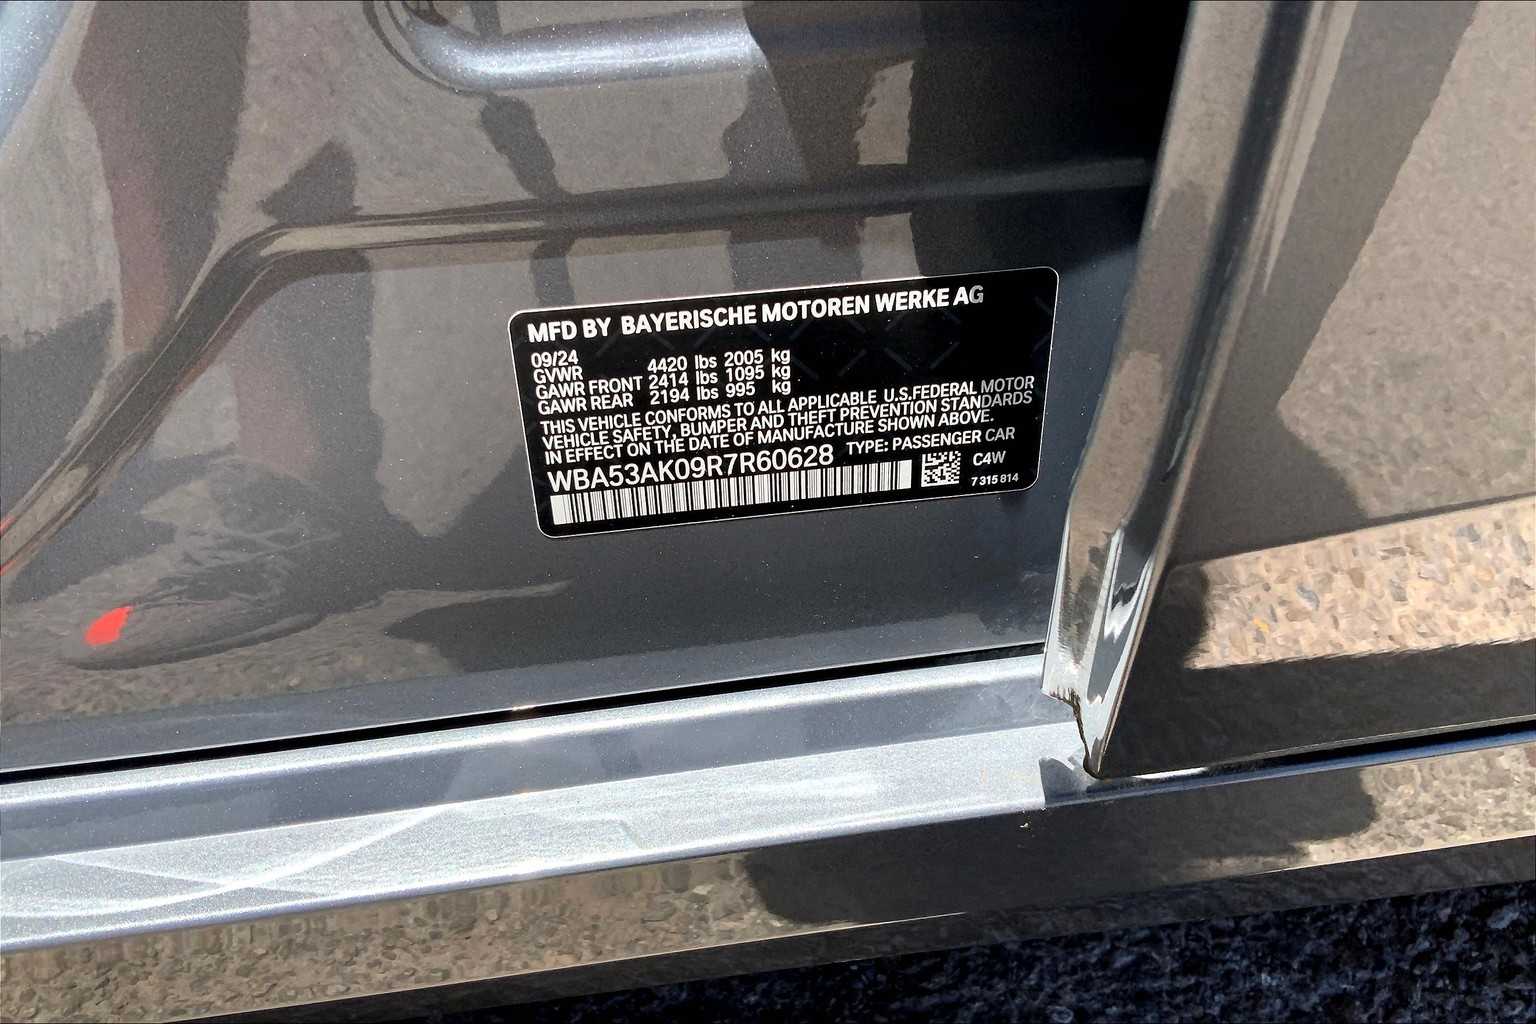 MFD BY BAYERISCHE MOTOREN WERKE AG
09/24
GVWR 4420 lbs 2005 kg
GAWR FRONT 2414 lbs 1095 kg
GAWR REAR 2194 lbs 995 kg
THIS VEHICLE CONFORMS TO ALL APPLICABLE U.S.FEDERAL MOTOR
VEHICLE SAFETY, BUMPER AND THEFT PREVENTION STANDARDS
IN EFFECT ON THE DATE OF MANUFACTURE SHOWN ABOVE.
WBA53AK09R7R60628 TYPE: PASSENGER CAR
C4W
7 315 814